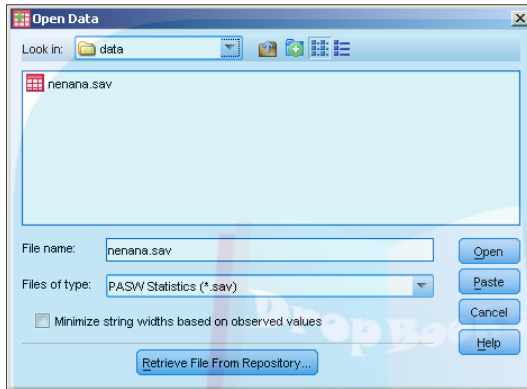 Open Data
Look in: data
nenana.sav
File name: nenana.sav
Open
Files of type: PASW Statistics (*.sav)
Paste
Minimize string widths based on observed values
Cancel
Help
Retrieve File From Repository...